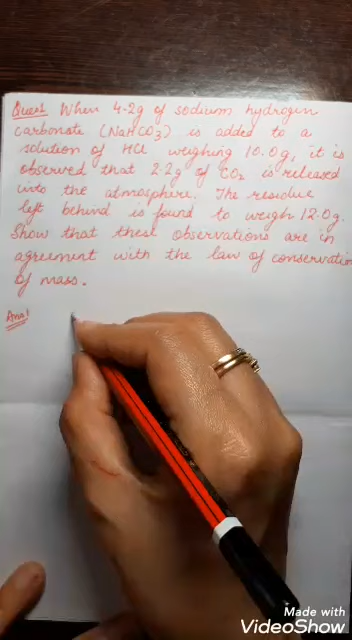 Quest When 4.2g of sodium hydrogen
carbonate (NaHCO3) is added to a
solution of HCl weighing 10.0g, it is
observed that 2.2g of CO2 is released
into the atmosphere. The residue
left behind is found to weigh 12.0g.
Show that these observations are in
agreement with the law of conservation
of mass.
Ans!
Made with
VideoShow